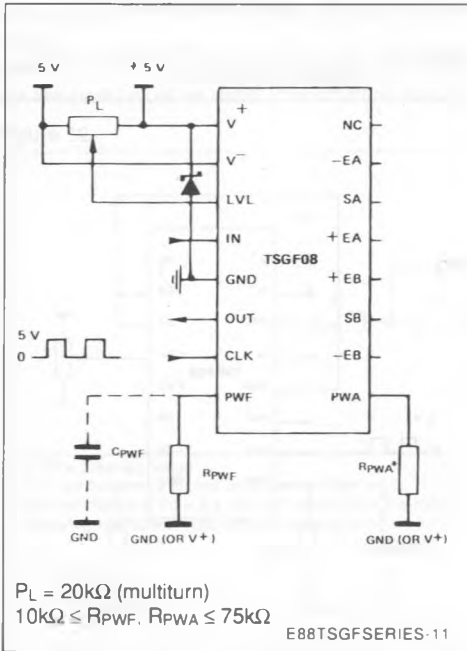 5 V PL + 5 V
V+ NC
V− −EA
LVL SA
IN + EA
TSGF08
GND + EB
OUT SB
5 V
0
CLK −EB
PWF PWA
CPWF RPWF RPWA*
GND GND (OR V+) GND (OR V+)
PL = 20kΩ (multiturn)
10kΩ ≤ RPWF, RPWA ≤ 75kΩ
E88TSGFSERIES-11